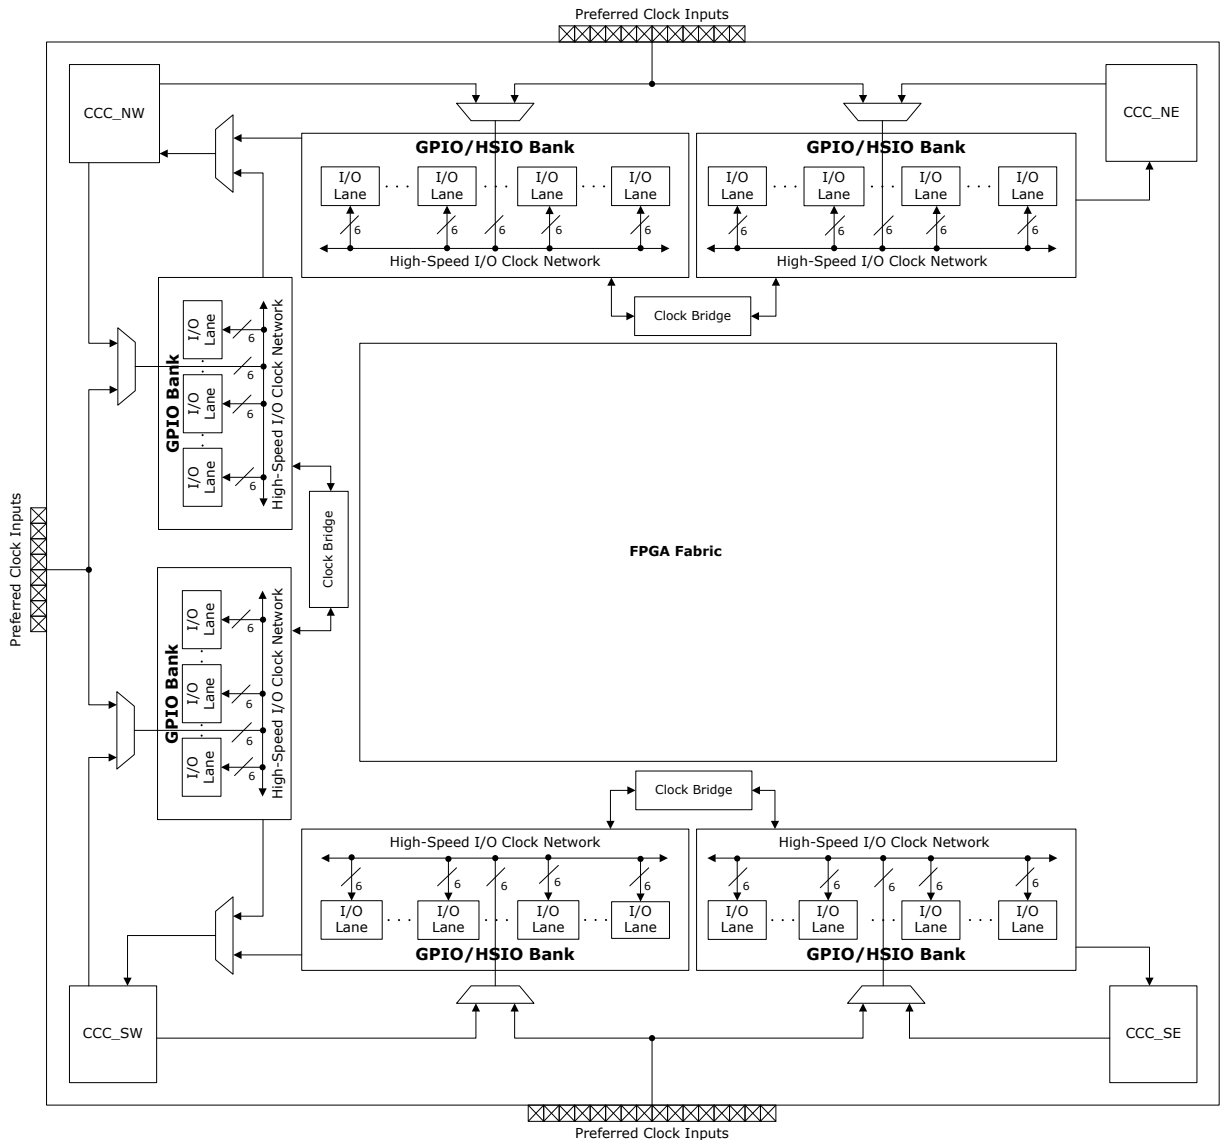 Preferred Clock Inputs
CCC_NW
CCC_NE
GPIO/HSIO Bank
I/O
Lane
. . .
I/O
Lane
. . .
I/O
Lane
. . .
I/O
Lane
6
6
6
6
6
High-Speed I/O Clock Network
GPIO/HSIO Bank
I/O
Lane
. . .
I/O
Lane
. . .
I/O
Lane
. . .
I/O
Lane
6
6
6
6
6
High-Speed I/O Clock Network
Clock Bridge
GPIO Bank
I/O
Lane
. . .
I/O
Lane
. . .
I/O
Lane
6
6
6
6
High-Speed I/O Clock Network
Clock Bridge
FPGA Fabric
Preferred Clock Inputs
GPIO Bank
I/O
Lane
. . .
I/O
Lane
. . .
I/O
Lane
6
6
6
6
High-Speed I/O Clock Network
Clock Bridge
High-Speed I/O Clock Network
6
6
6
6
6
I/O
Lane
. . .
I/O
Lane
. . .
I/O
Lane
. . .
I/O
Lane
GPIO/HSIO Bank
High-Speed I/O Clock Network
6
6
6
6
6
I/O
Lane
. . .
I/O
Lane
. . .
I/O
Lane
. . .
I/O
Lane
GPIO/HSIO Bank
CCC_SW
CCC_SE
Preferred Clock Inputs